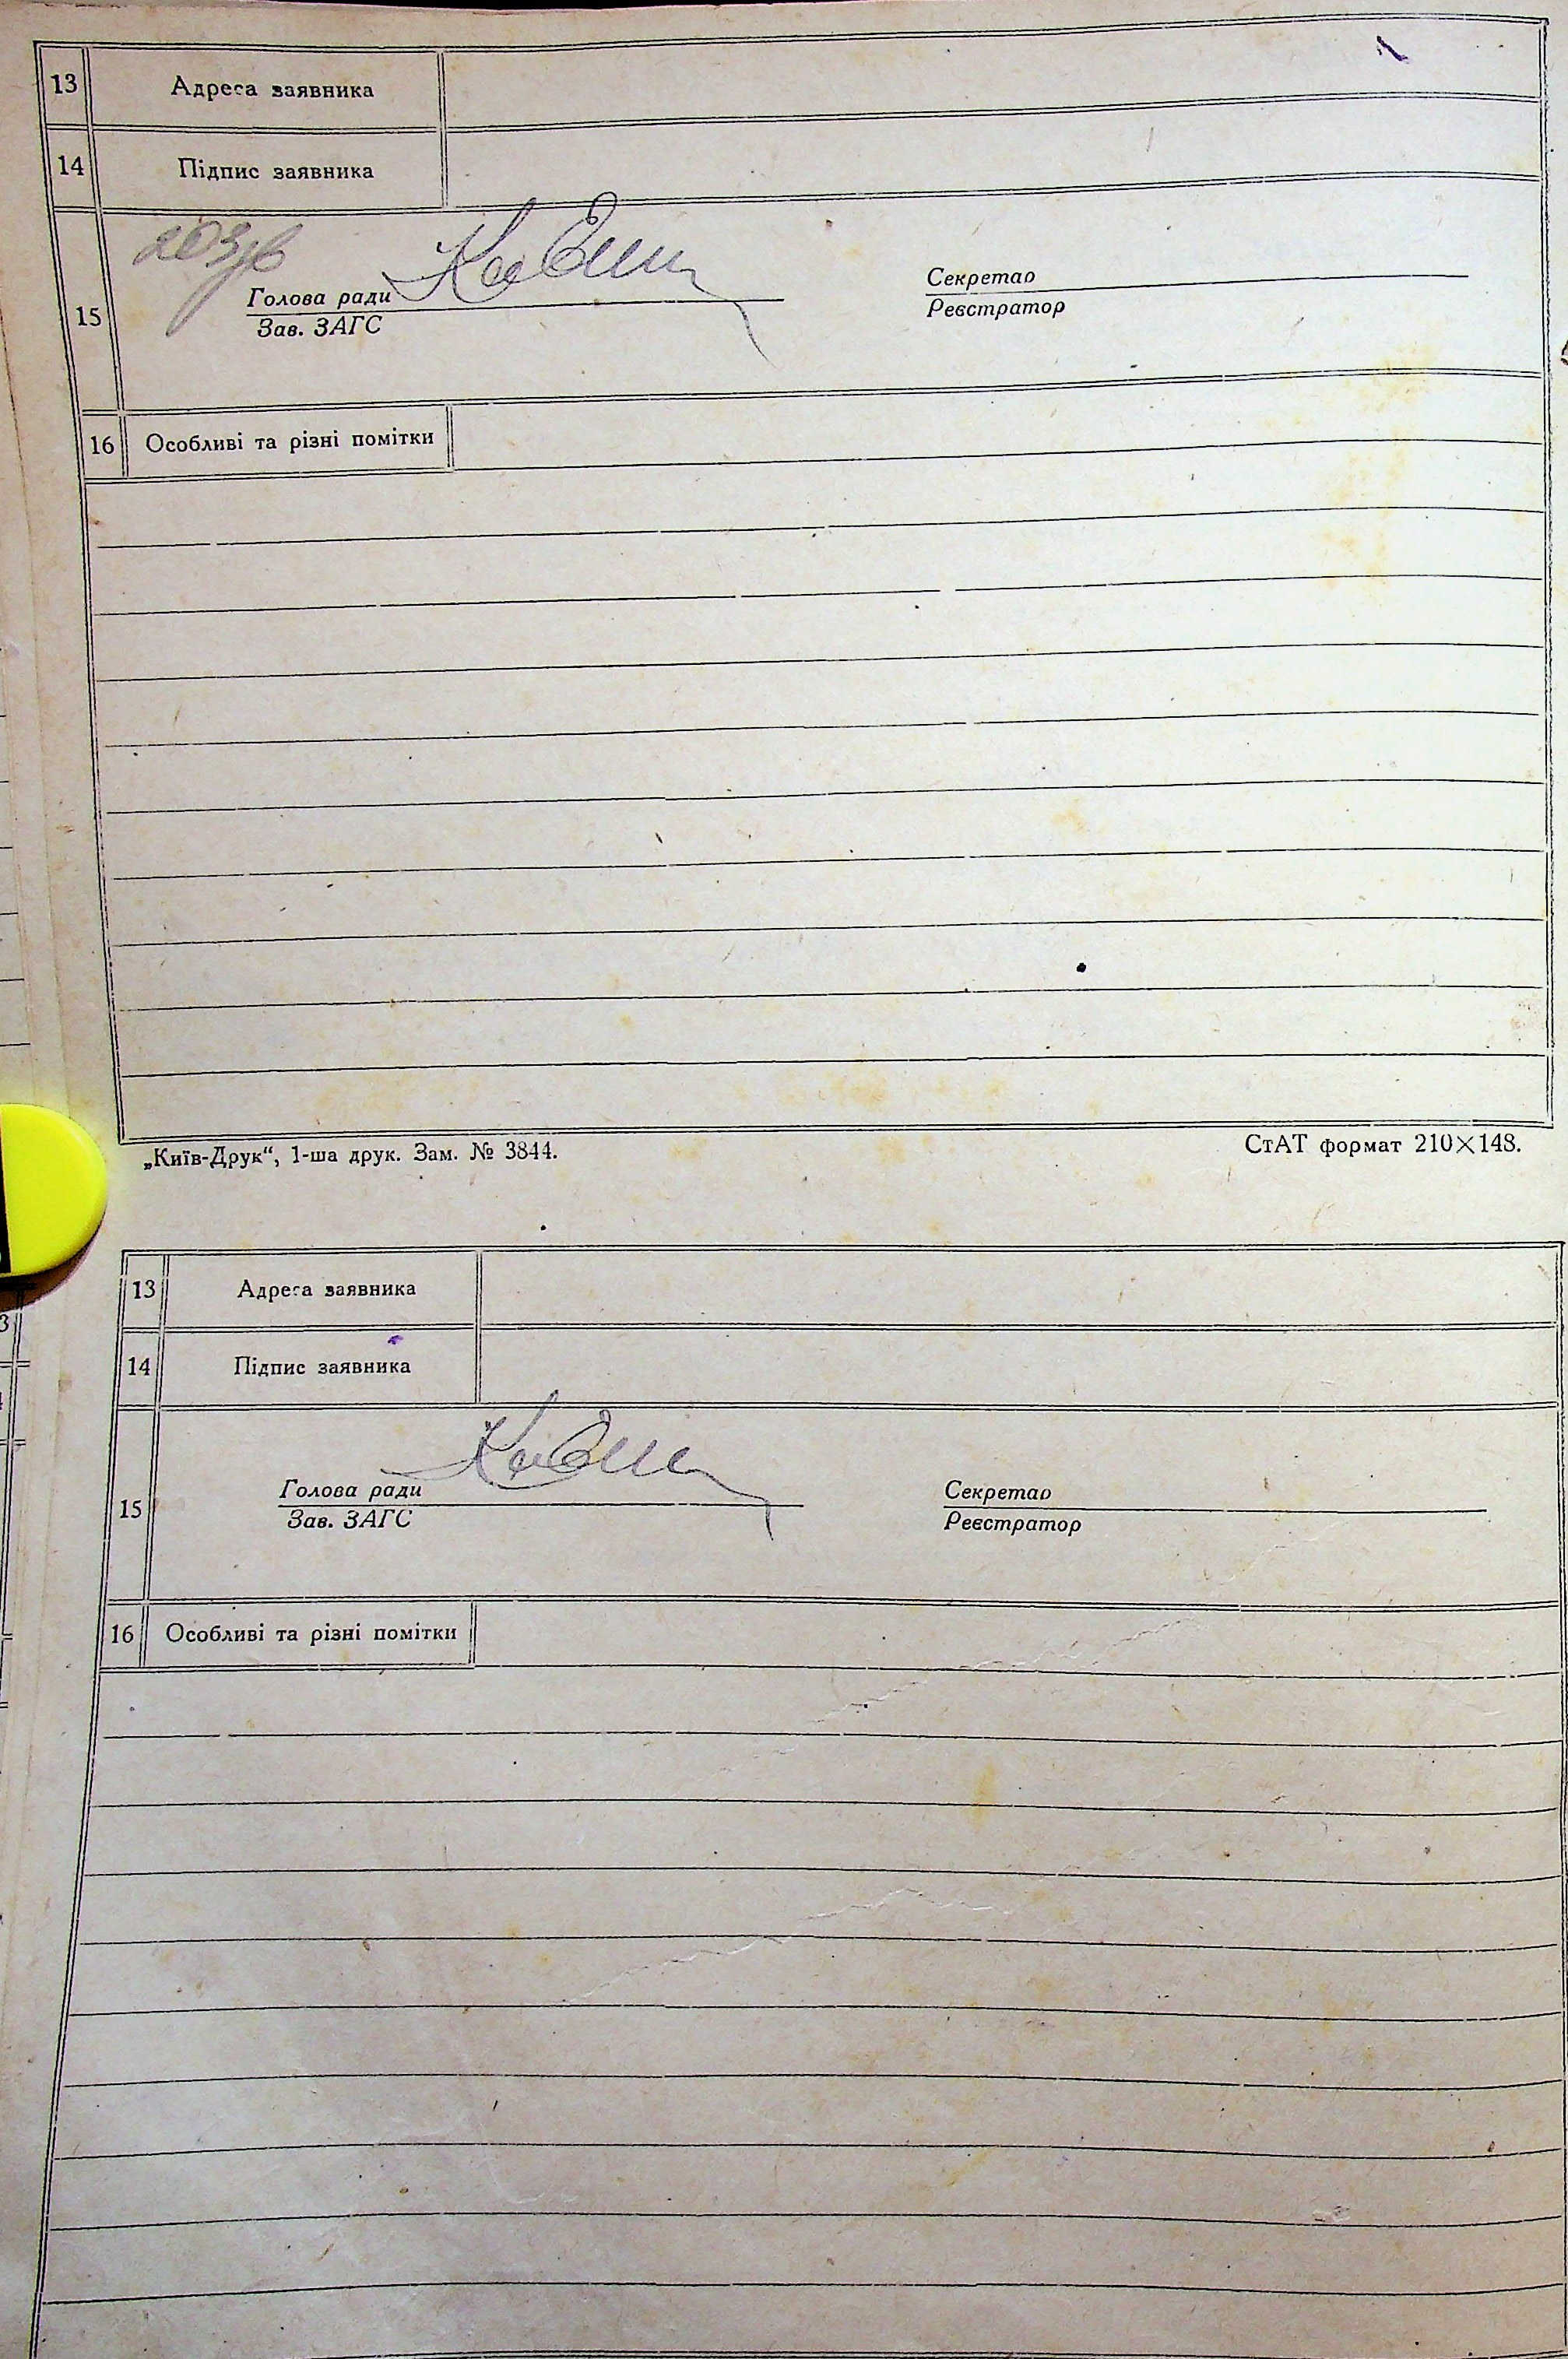 13 Адреса заявника
14 Підпис заявника
15
Голова ради
Зав. ЗАГС
Секретар
Реєстратор
16 Особливі та різні помітки
„Київ-Друк“, 1-ша друк. Зам. № 3844.
СтАТ формат 210×148.
13 Адреса заявника
14 Підпис заявника
15
Голова ради
Зав. ЗАГС
Секретар
Реєстратор
16 Особливі та різні помітки